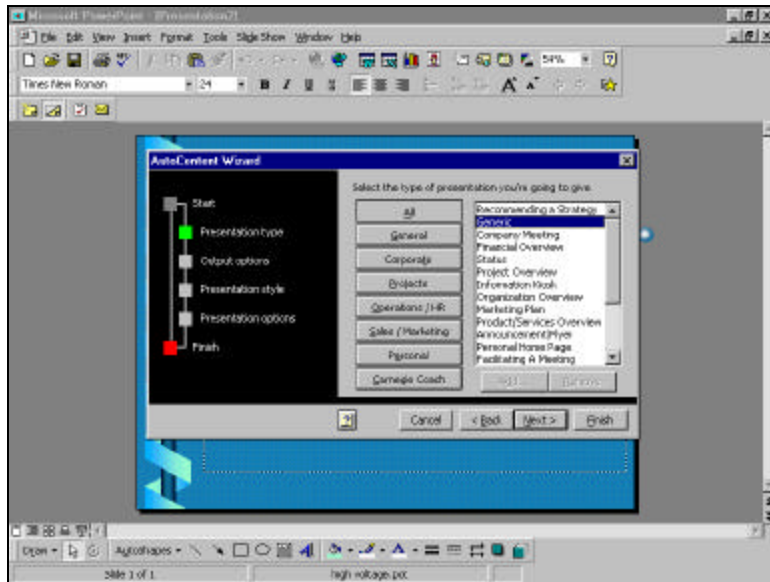 Microsoft PowerPoint - [Presentation2]
File Edit View Insert Format Tools Slide Show Window Help
54%
Times New Roman 24 B I U S A A
AutoContent Wizard
Select the type of presentation you're going to give.
Start
Presentation type
Output options
Presentation style
Presentation options
Finish
All
General
Corporate
Projects
Operations / HR
Sales / Marketing
Personal
Carnegie Coach
Recommending a Strategy
Generic
Company Meeting
Financial Overview
Status
Project Overview
Information Kiosk
Organization Overview
Marketing Plan
Product/Services Overview
Announcement/Flyer
Personal Home Page
Facilitating A Meeting
Add... Remove
Cancel < Back Next > Finish
Draw AutoShapes
Slide 1 of 1 high voltage.pot